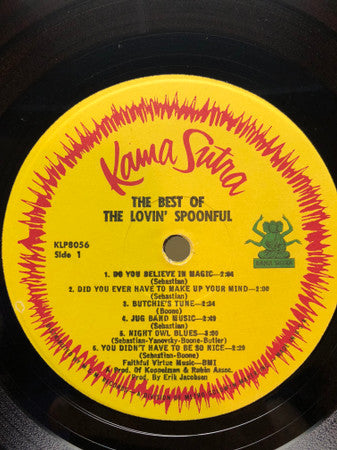 Kama Sutra
THE BEST OF
THE LOVIN' SPOONFUL
KLP8056
Side 1
KAMA SUTRA
1. DO YOU BELIEVE IN MAGIC—2:04
(Sebastian)
2. DID YOU EVER HAVE TO MAKE UP YOUR MIND—2:00
(Sebastian)
3. BUTCHIE'S TUNE—2:34
(Boone)
4. JUG BAND MUSIC—2:49
(Sebastian)
5. NIGHT OWL BLUES—3:00
(Sebastian-Yanovsky-Boone-Butler)
6. YOU DIDN'T HAVE TO BE SO NICE—2:29
(Sebastian-Boone)
Faithful Virtue Music—BMI
A Prod. Of Koppelman & Rubin Assoc.
Prod. By Erik Jacobsen